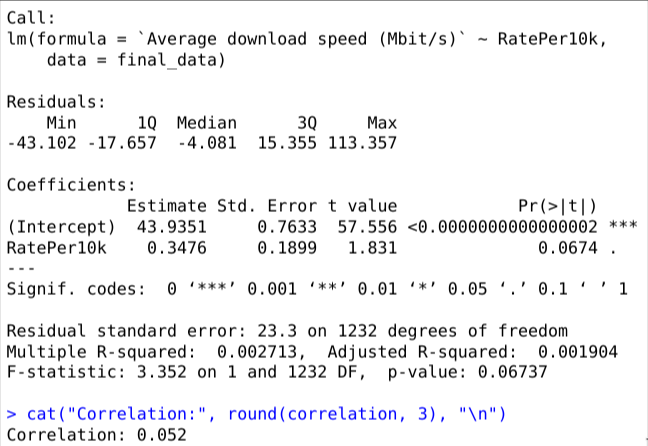 Call:
lm(formula = `Average download speed (Mbit/s)` ~ RatePer10k,
    data = final_data)

Residuals:
    Min      1Q  Median      3Q     Max
-43.102 -17.657  -4.081  15.355 113.357

Coefficients:
            Estimate Std. Error t value            Pr(>|t|)
(Intercept)  43.9351     0.7633  57.556 <0.0000000000000002 ***
RatePer10k    0.3476     0.1899   1.831              0.0674 .
---
Signif. codes:  0 ‘***’ 0.001 ‘**’ 0.01 ‘*’ 0.05 ‘.’ 0.1 ‘ ’ 1

Residual standard error: 23.3 on 1232 degrees of freedom
Multiple R-squared:  0.002713,  Adjusted R-squared:  0.001904
F-statistic: 3.352 on 1 and 1232 DF,  p-value: 0.06737

> cat("Correlation:", round(correlation, 3), "\n")
Correlation: 0.052